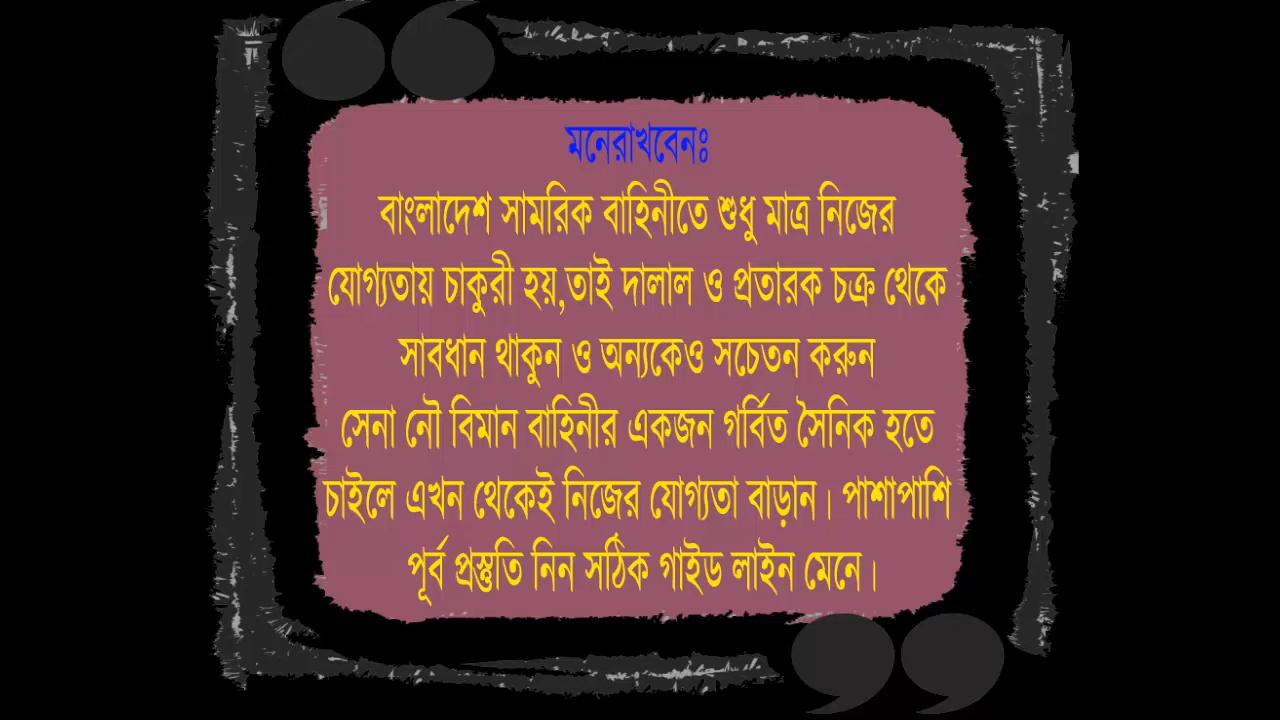 মনেরাখবেনঃ
বাংলাদেশ সামরিক বাহিনীতে শুধু মাত্র নিজের
যোগ্যতায় চাকুরী হয়,তাই দালাল ও প্রতারক চক্র থেকে
সাবধান থাকুন ও অন্যকেও সচেতন করুন
সেনা নৌ বিমান বাহিনীর একজন গর্বিত সৈনিক হতে
চাইলে এখন থেকেই নিজের যোগ্যতা বাড়ান। পাশাপাশি
পূর্ব প্রস্তুতি নিন সঠিক গাইড লাইন মেনে।